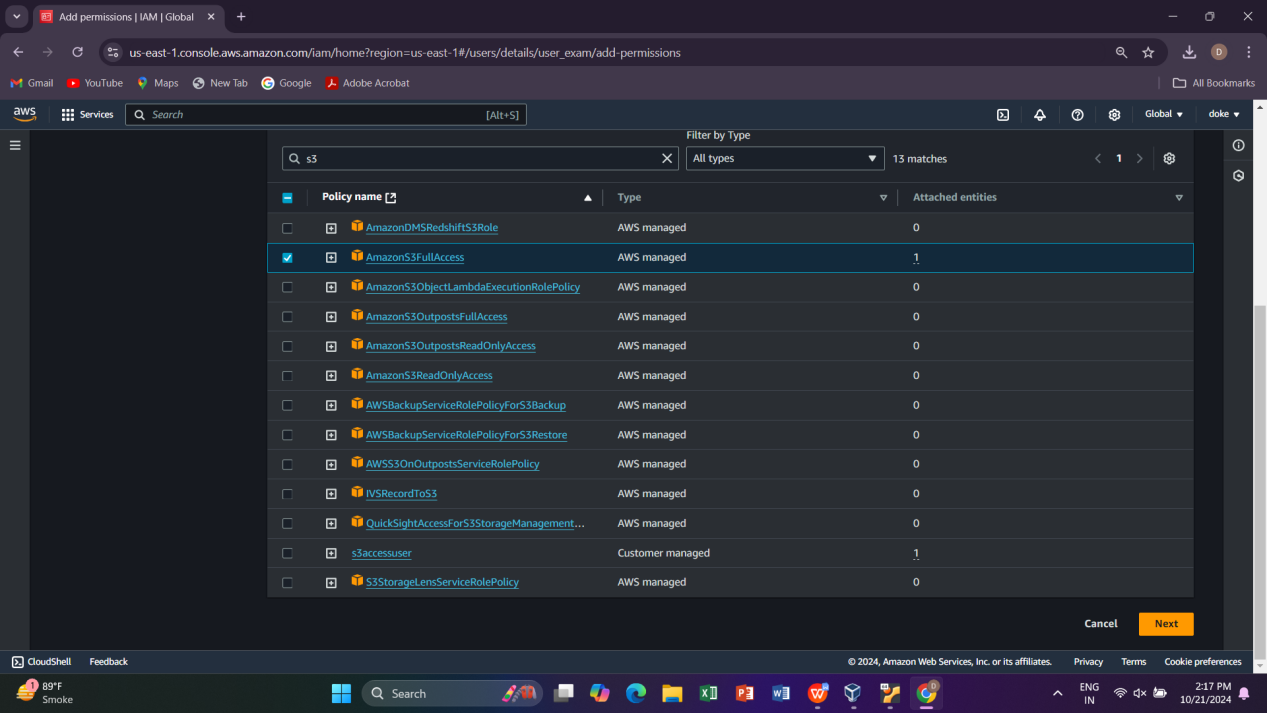 Add permissions | IAM | Global
us-east-1.console.aws.amazon.com/iam/home?region=us-east-1#/users/details/user_exam/add-permissions
D
Gmail YouTube Maps New Tab Google Adobe Acrobat All Bookmarks
aws Services Search [Alt+S] Global doke
Filter by Type
s3 All types 13 matches 1
Policy name Type Attached entities
AmazonDMSRedshiftS3Role AWS managed 0
AmazonS3FullAccess AWS managed 1
AmazonS3ObjectLambdaExecutionRolePolicy AWS managed 0
AmazonS3OutpostsFullAccess AWS managed 0
AmazonS3OutpostsReadOnlyAccess AWS managed 0
AmazonS3ReadOnlyAccess AWS managed 0
AWSBackupServiceRolePolicyForS3Backup AWS managed 0
AWSBackupServiceRolePolicyForS3Restore AWS managed 0
AWSS3OnOutpostsServiceRolePolicy AWS managed 0
IVSRecordToS3 AWS managed 0
QuickSightAccessForS3StorageManagement... AWS managed 0
s3accessuser Customer managed 1
S3StorageLensServiceRolePolicy AWS managed 0
Cancel Next
CloudShell Feedback © 2024, Amazon Web Services, Inc. or its affiliates. Privacy Terms Cookie preferences
1 89°F Search ENG 2:17 PM
Smoke IN 10/21/2024